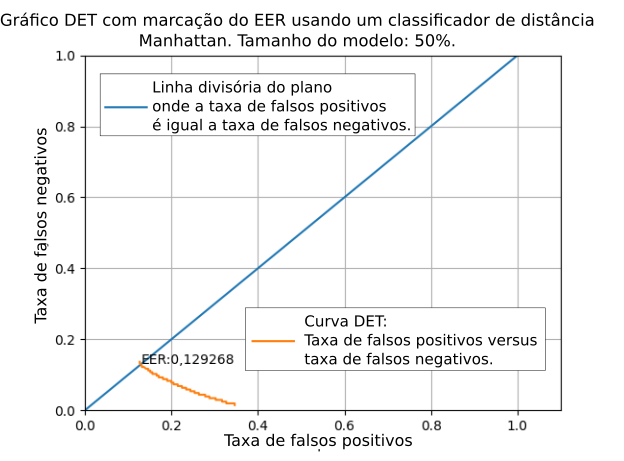 Gráfico DET com marcação do EER usando um classificador de distância
Manhattan. Tamanho do modelo: 50%.
1.0
0.8
0.6
0.4
0.2
0.0
Taxa de falsos negativos
Linha divisória do plano
onde a taxa de falsos positivos
é igual a taxa de falsos negativos.
Curva DET:
Taxa de falsos positivos versus
taxa de falsos negativos.
EER:0,129268
0.0 0.2 0.4 0.6 0.8 1.0
Taxa de falsos positivos